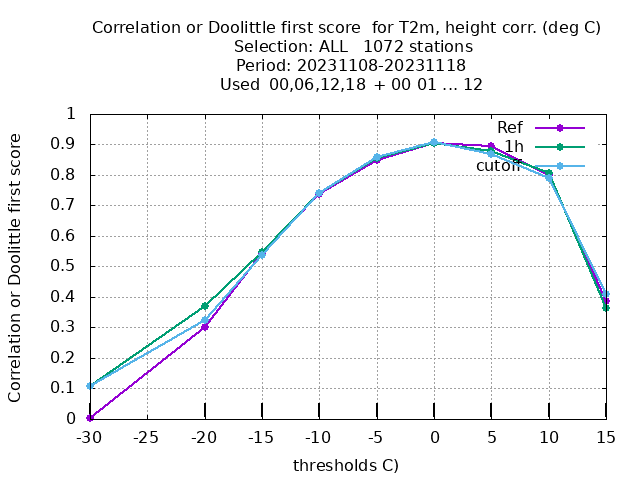 Correlation or Doolittle first score  for T2m, height corr. (deg C)
Selection: ALL   1072 stations
Period: 20231108-20231118
Used  00,06,12,18  + 00 01 ... 12
Correlation or Doolittle first score
1
0.9
0.8
0.7
0.6
0.5
0.4
0.3
0.2
0.1
0
Ref
1h
cutoff
-30 -25 -20 -15 -10 -5 0 5 10 15
thresholds C)